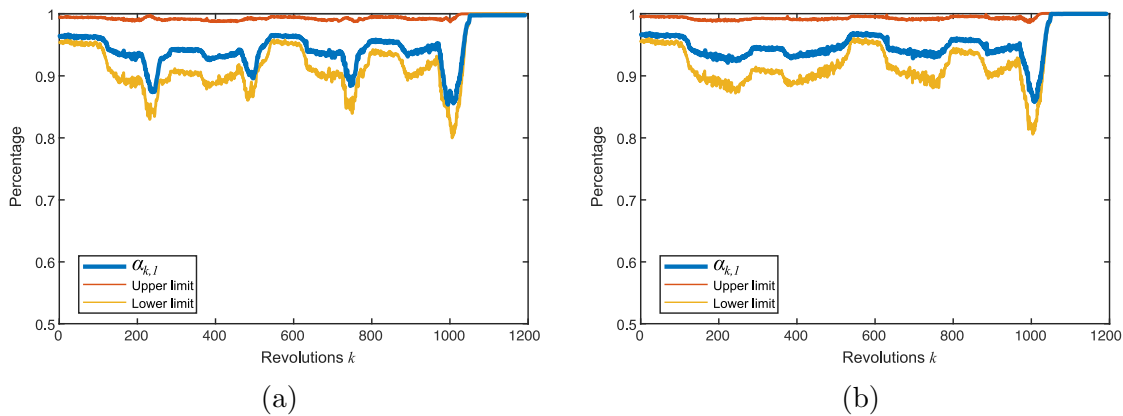 1
0.9
0.8
0.7
0.6
0.5
Percentage
α_{k,1}
Upper limit
Lower limit
0 200 400 600 800 1000 1200
Revolutions k
(a)
1
0.9
0.8
0.7
0.6
0.5
Percentage
α_{k,1}
Upper limit
Lower limit
0 200 400 600 800 1000 1200
Revolutions k
(b)